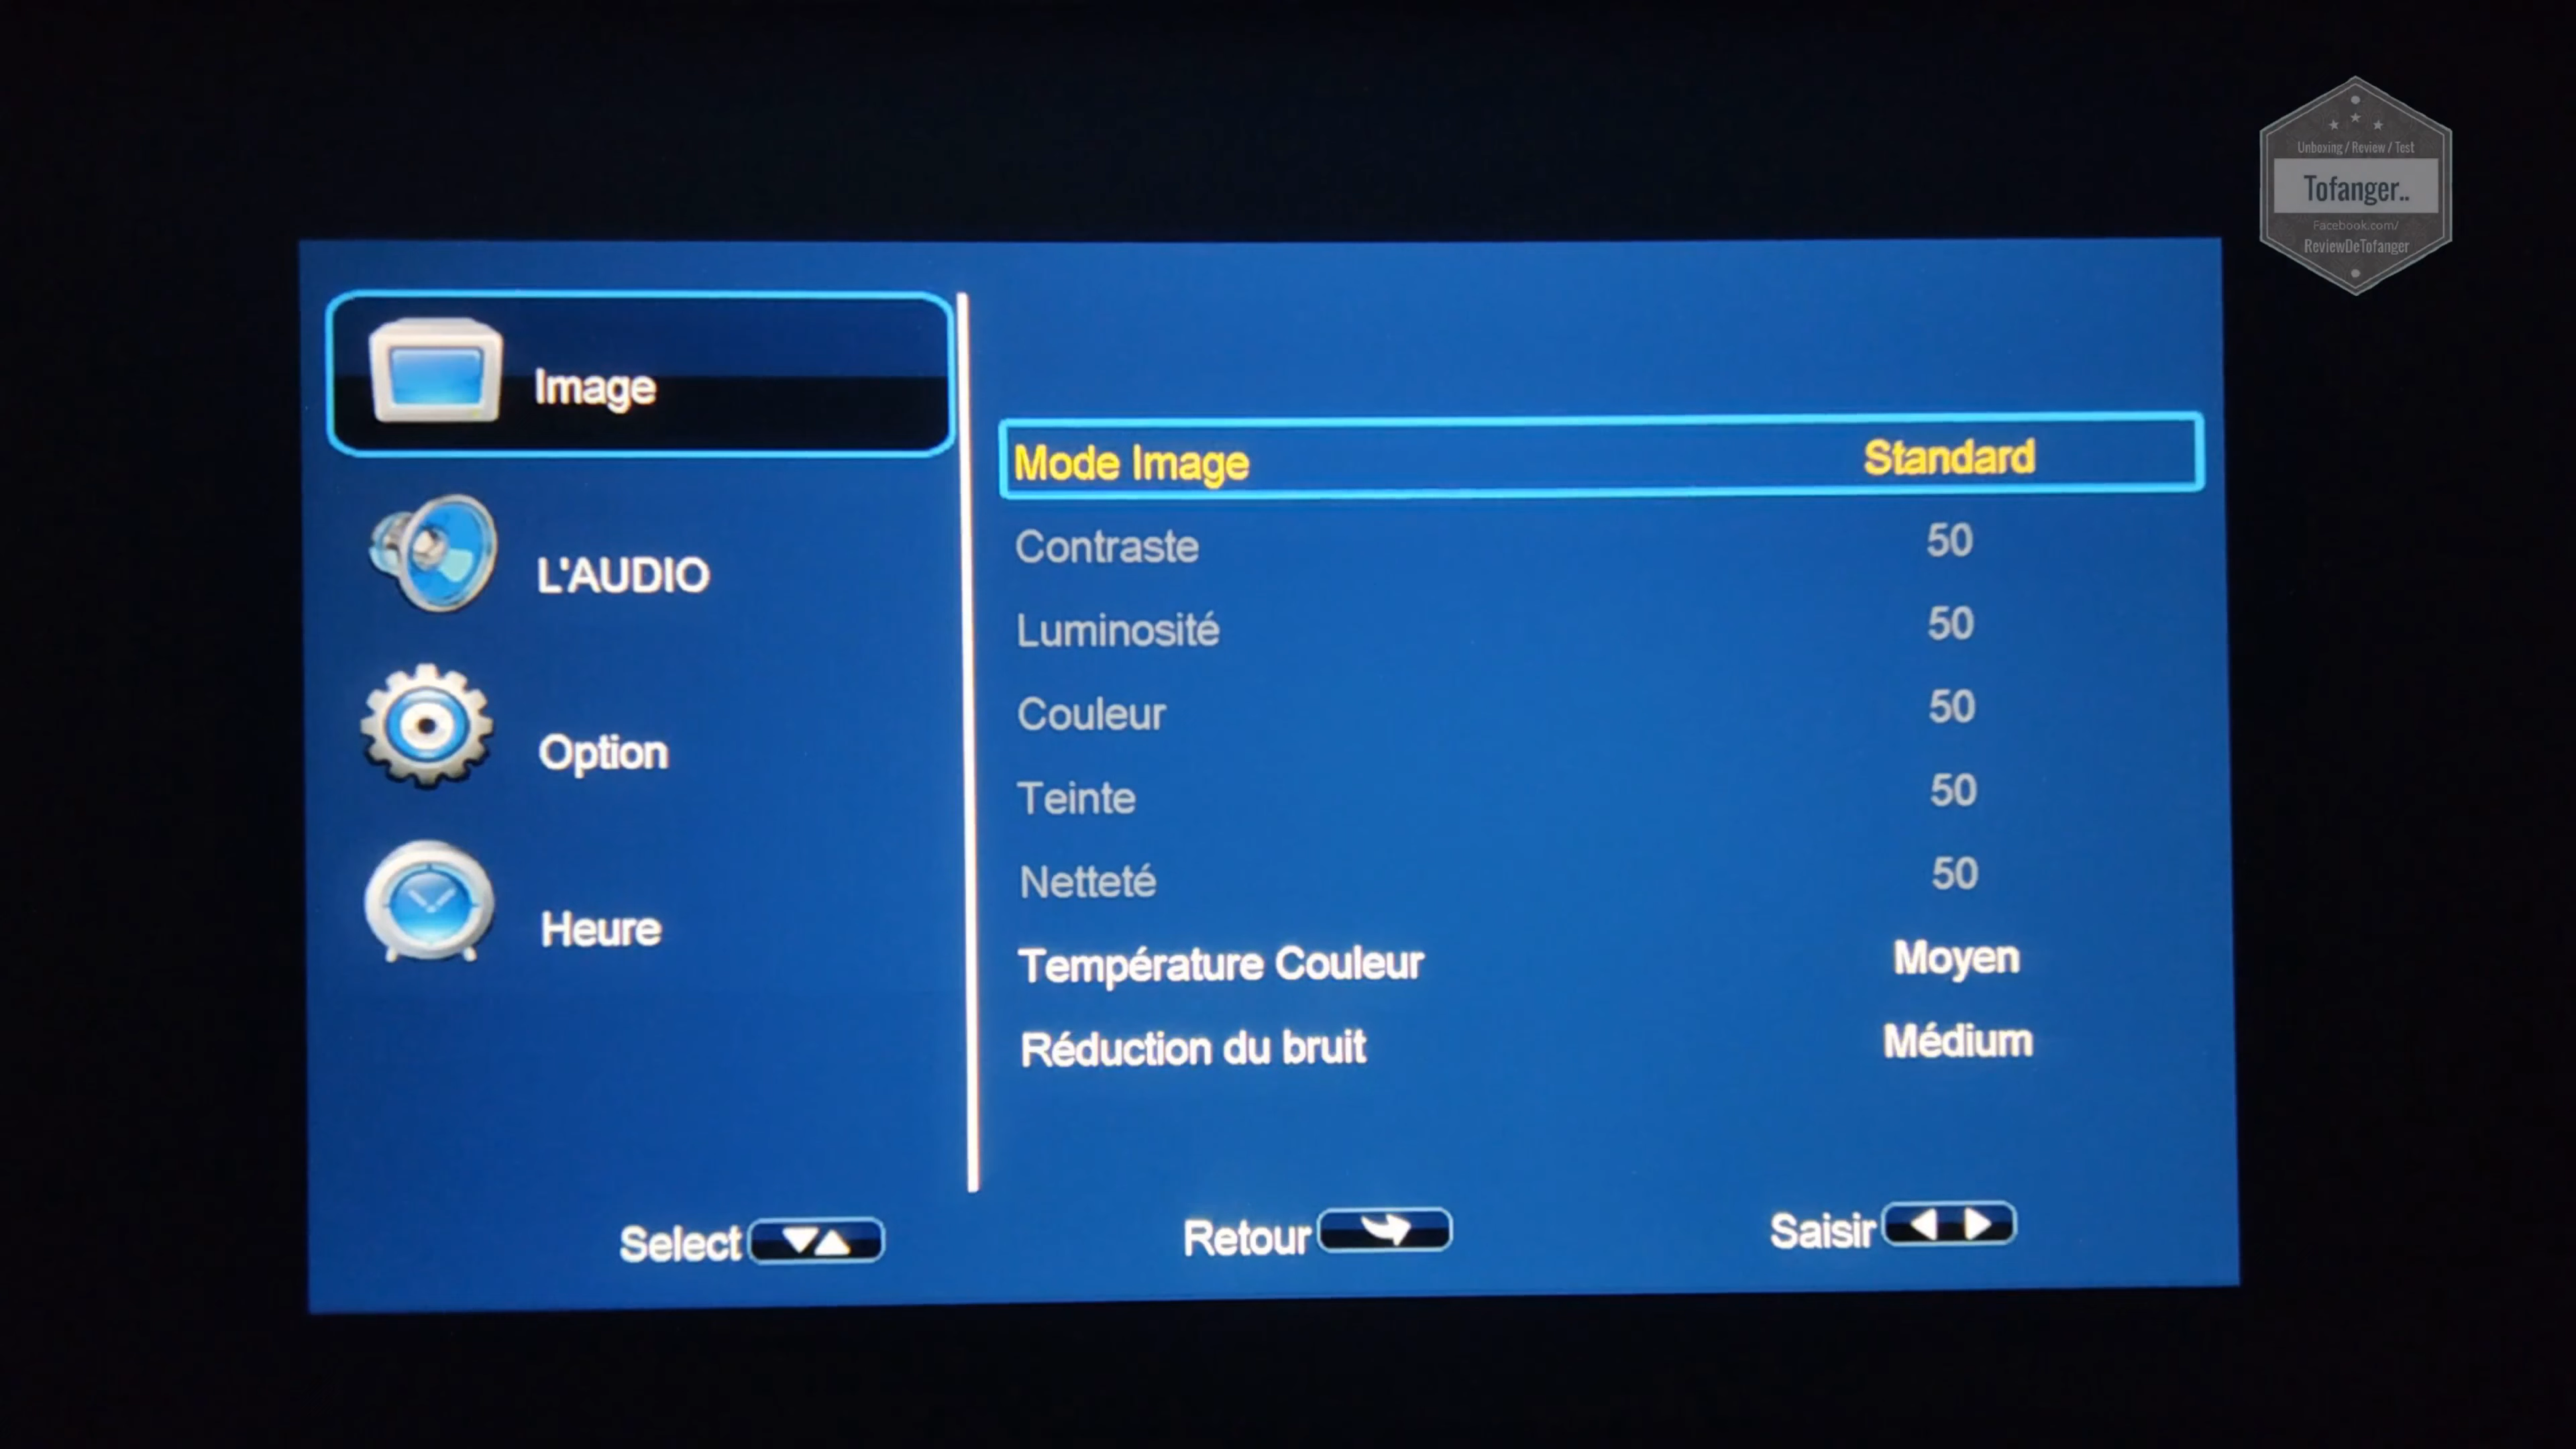 Unboxing / Review / Test
Tofanger..
Facebook.com/
ReviewDeTofanger
Image
L'AUDIO
Option
Heure
Mode Image Standard
Contraste 50
Luminosité 50
Couleur 50
Teinte 50
Netteté 50
Température Couleur Moyen
Réduction du bruit Médium
Select Retour Saisir